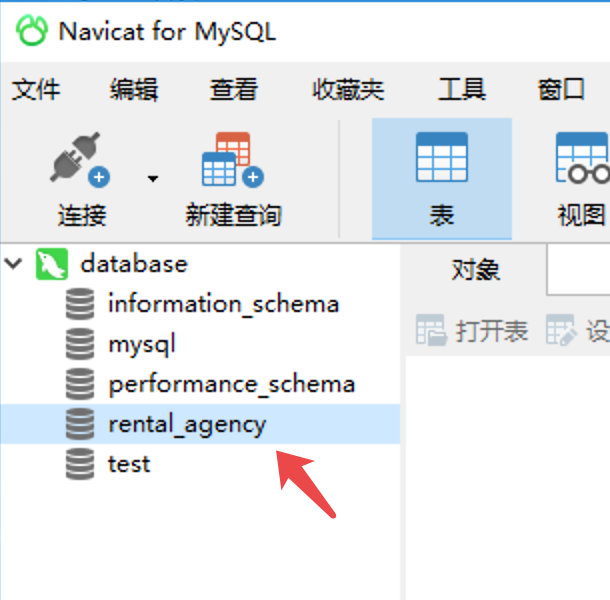 Navicat for MySQL
文件 编辑 查看 收藏夹 工具 窗口
连接 新建查询 表 视图
database 对象
information_schema 打开表 设
mysql
performance_schema
rental_agency
test